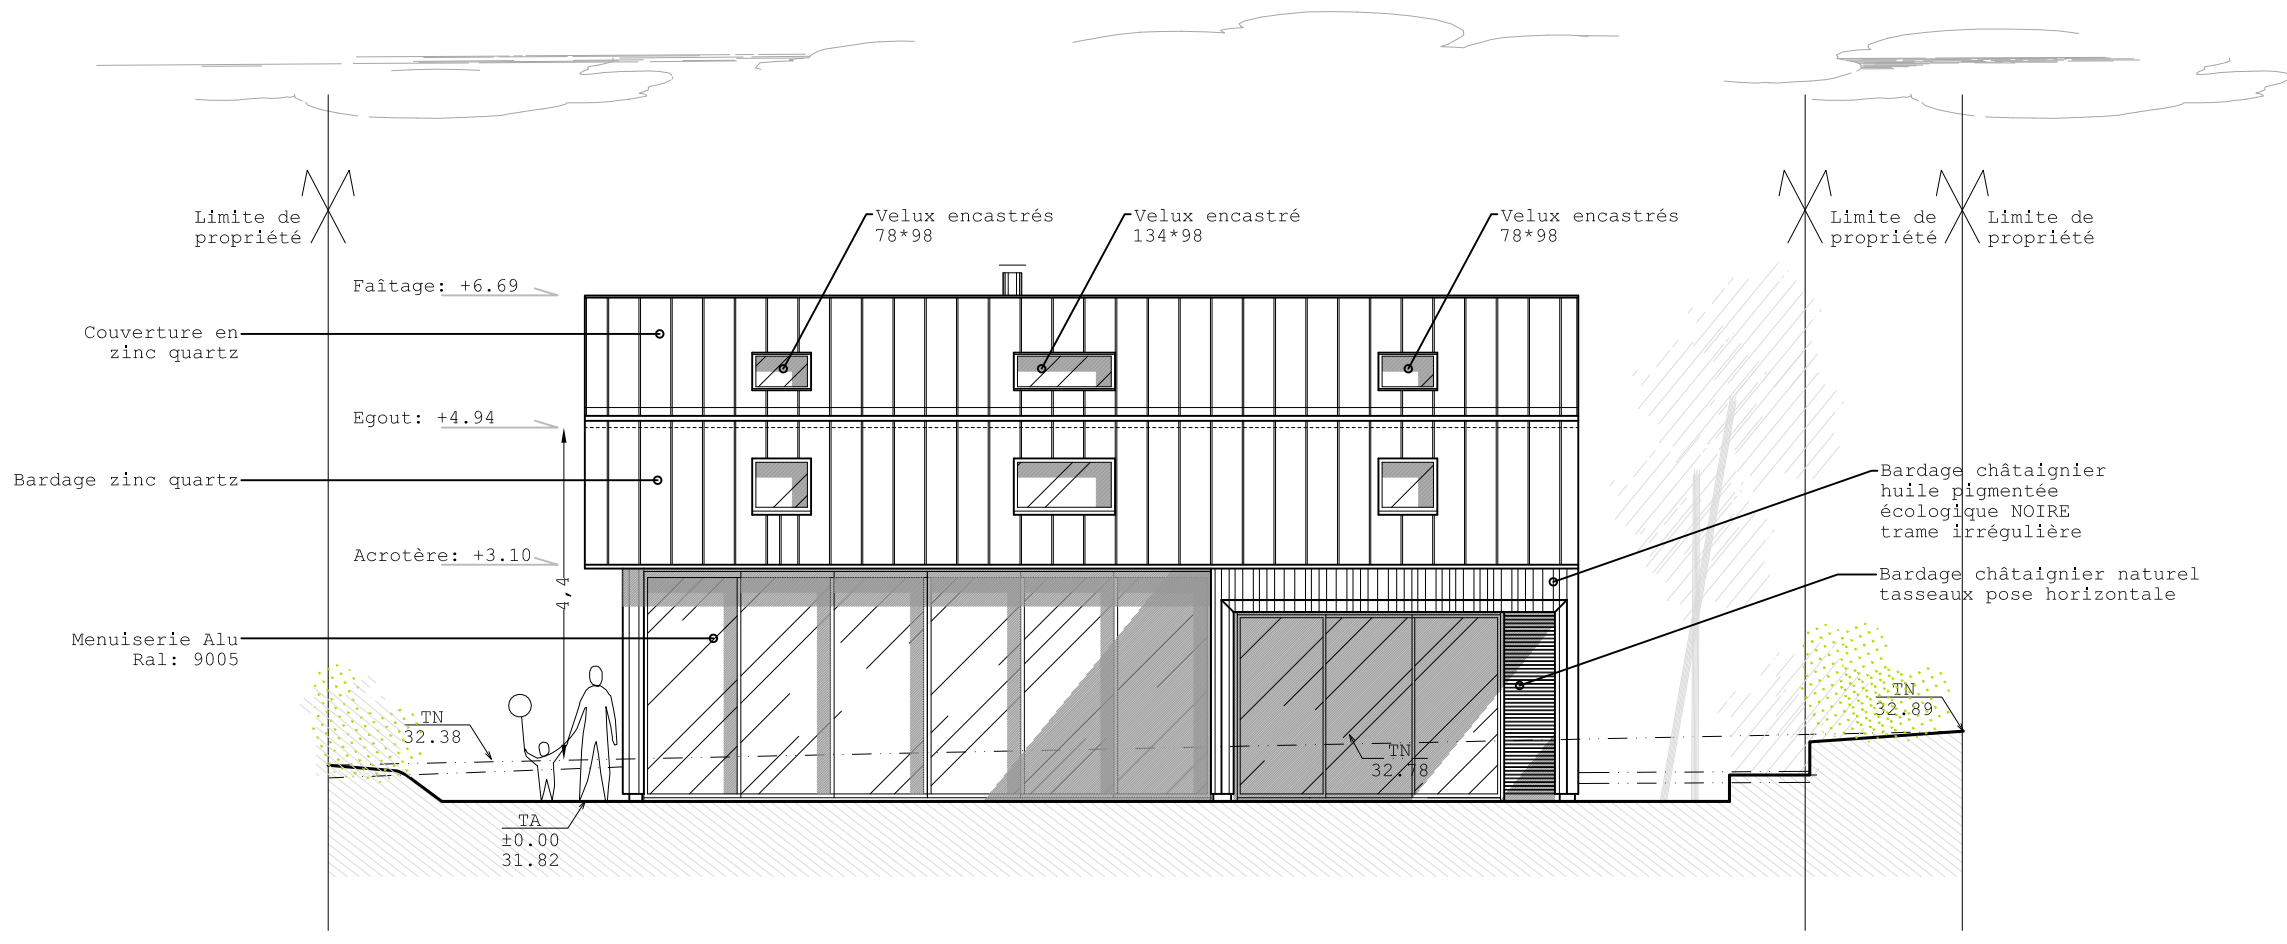 Limite de
propriété
Velux encastrés
78*98
Velux encastré
134*98
Velux encastrés
78*98
Limite de
propriété
Limite de
propriété
Faîtage: +6.69
Couverture en
zinc quartz
Egout: +4.94
Bardage zinc quartz
Bardage châtaignier
huile pigmentée
écologique NOIRE
trame irrégulière
Acrotère: +3.10
4,4
Bardage châtaignier naturel
tasseaux pose horizontale
Menuiserie Alu
Ral: 9005
TN
32.38
TN
32.89
TN
32.78
TA
±0.00
31.82